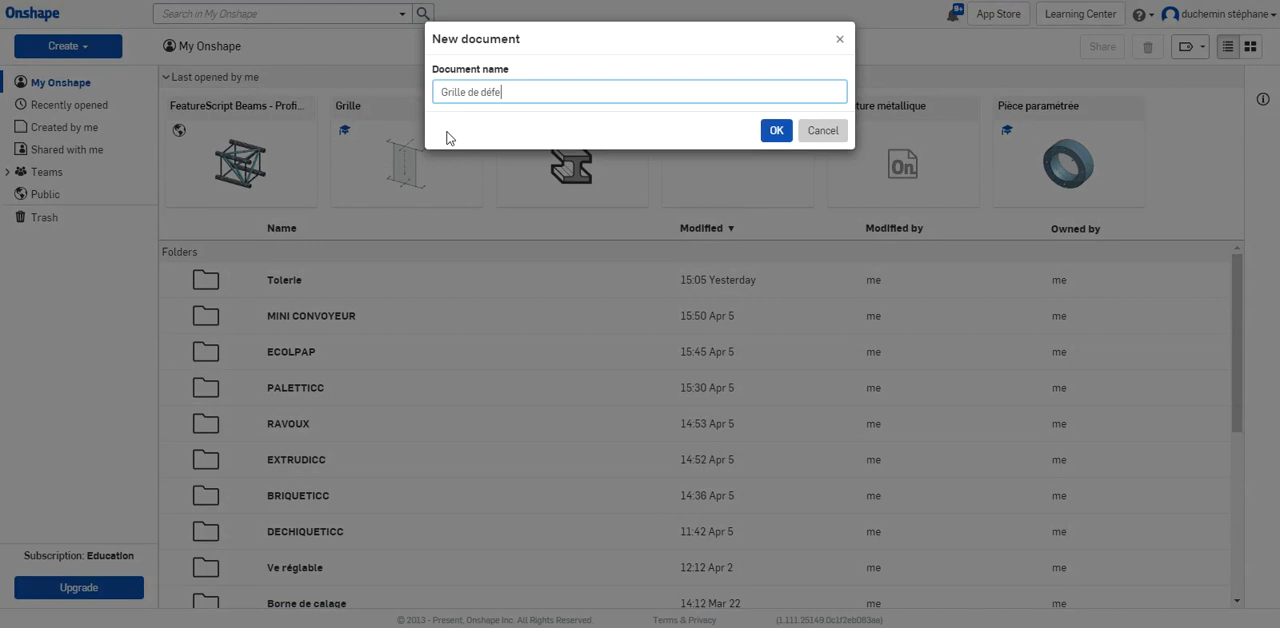 Onshape
Search in My Onshape
9+
App Store
Learning Center
duchemin stéphane
Create
My Onshape
Share
New document
×
Document name
Grille de défe
OK
Cancel
My Onshape
Recently opened
Created by me
Shared with me
Teams
Public
Trash
Last opened by me
FeatureScript Beams - Profi...
Grille
ture métallique
On
Pièce paramétrée
Name
Modified ▼
Modified by
Owned by
Folders
Tolerie 15:05 Yesterday me me
MINI CONVOYEUR 15:50 Apr 5 me me
ECOLPAP 15:45 Apr 5 me me
PALETTICC 15:30 Apr 5 me me
RAVOUX 14:53 Apr 5 me me
EXTRUDICC 14:52 Apr 5 me me
BRIQUETICC 14:36 Apr 5 me me
DECHIQUETICC 11:42 Apr 5 me me
Ve réglable 12:12 Apr 2 me me
Borne de calage 14:12 Mar 22 me me
Subscription: Education
Upgrade
© 2013 - Present, Onshape Inc. All Rights Reserved.
Terms & Privacy
(1.111.25149.0c1f2eb083aa)